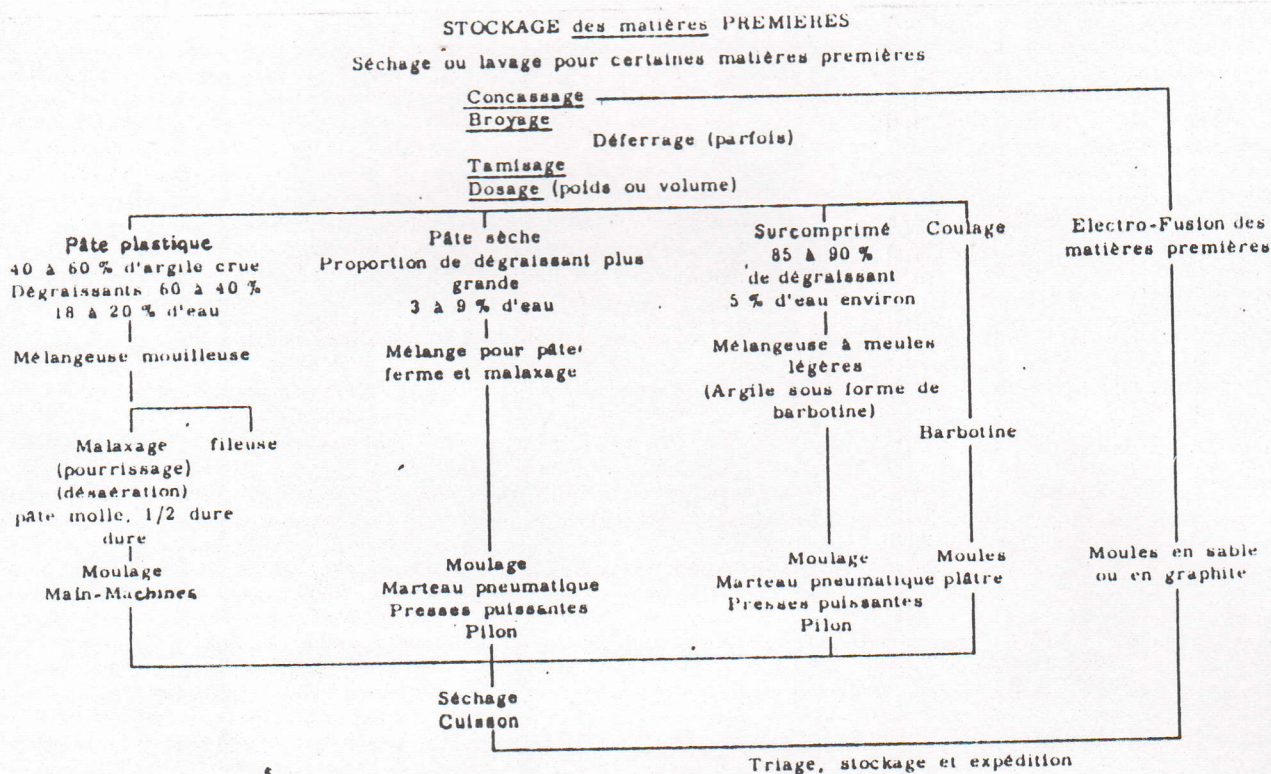 STOCKAGE des matières PREMIERES
Séchage ou lavage pour certaines matières premières
Concassage
Broyage
Déferrage (parfois)
Tamisage
Dosage (poids ou volume)
Pâte plastique
40 à 60 % d'argile crue
Dégraissants 60 à 40 %
18 à 20 % d'eau
Mélangeuse mouilleuse
Malaxage fileuse
(pourrissage)
(désaération)
pâte molle, 1/2 dure
dure
Moulage
Main-Machines
Pâte sèche
Proportion de dégraissant plus
grande
3 à 9 % d'eau
Mélange pour pâte
ferme et malaxage
Moulage
Marteau pneumatique
Presses puissantes
Pilon
Surcomprimé
85 à 90 %
de dégraissant
5 % d'eau environ
Mélangeuse à meules
légères
(Argile sous forme de
barbotine)
Moulage
Marteau pneumatique
Presses puissantes
Pilon
Coulage
Barbotine
Moules
plâtre
Electro-Fusion des
matières premières
Moules en sable
ou en graphite
Séchage
Cuisson
Triage, stockage et expédition